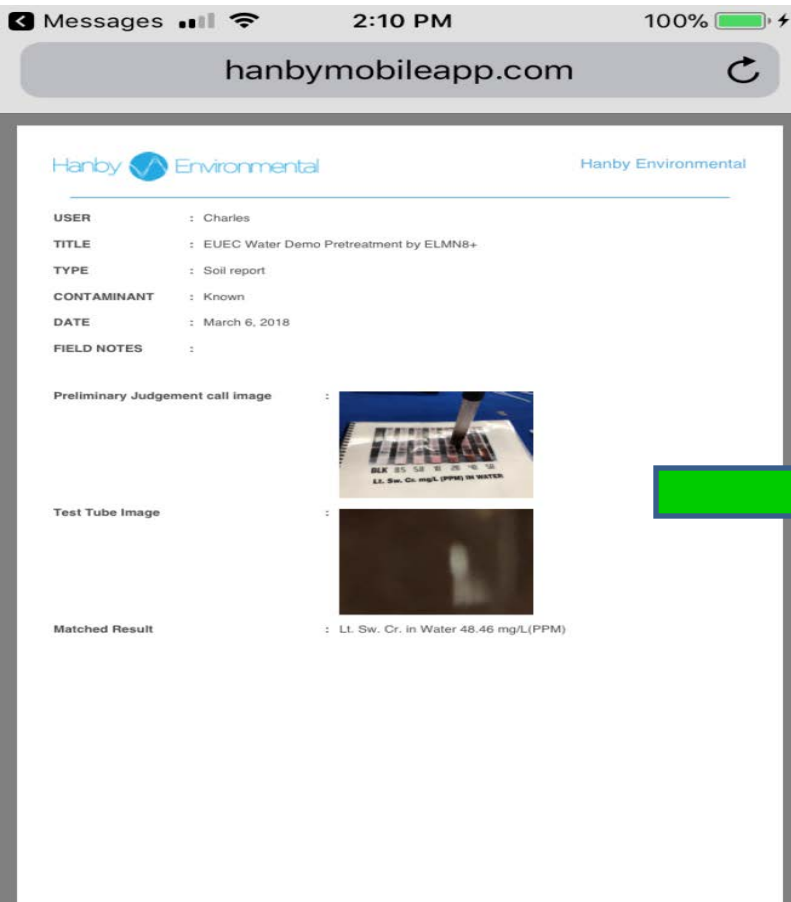 Messages 2:10 PM 100%
hanbymobileapp.com
Hanby Environmental Hanby Environmental
USER : Charles
TITLE : EUEC Water Demo Pretreatment by ELMN8+
TYPE : Soil report
CONTAMINANT : Known
DATE : March 6, 2018
FIELD NOTES :
Preliminary Judgement call image :
BLK
Lt. Sw. Cr. mg/L (PPM) IN WATER
Test Tube Image :
Matched Result : Lt. Sw. Cr. in Water 48.46 mg/L(PPM)